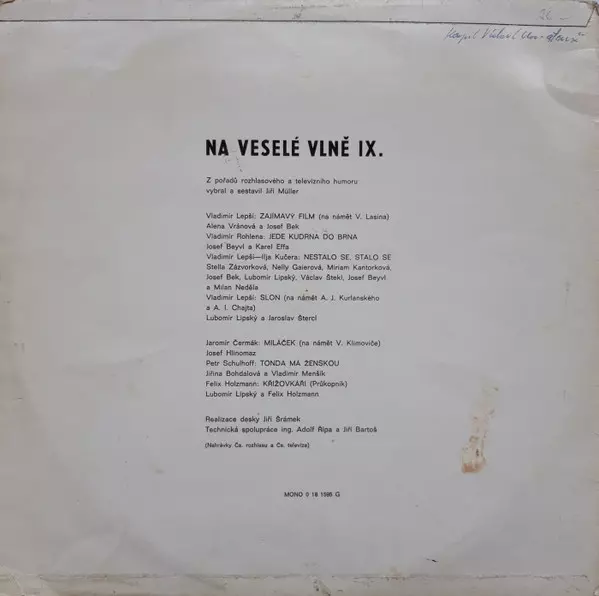 36,-
NA VESELÉ VLNĚ IX.
Z pořadů rozhlasového a televizního humoru
vybral a sestavil Jiří Müller
Vladimír Lepší: ZAJÍMAVÝ FILM (na námět V. Lasina)
Alena Vránová a Josef Bek
Vladimír Rohlena: JEDE KUDRNA DO BRNA
Josef Beyvl a Karel Effa
Vladimír Lepší—Ilja Kučera: NESTALO SE, STALO SE
Stella Zázvorková, Nelly Gaierová, Miriam Kantorková,
Josef Bek, Lubomír Lipský, Václav Štekl, Josef Beyvl
a Milan Neděla
Vladimír Lepší: SLON (na námět A. J. Kurlanského
a A. I. Chajta)
Lubomír Lipský a Jaroslav Štercl
Jaromír Čermák: MILÁČEK (na námět V. Klimoviče)
Josef Hlinomaz
Petr Schulhoff: TONDA MÁ ŽENSKOU
Jiřina Bohdalová a Vladimír Menšík
Felix Holzmann: KŘÍŽOVKÁŘI (Průkopník)
Lubomír Lipský a Felix Holzmann
Realizace desky Jiří Šrámek
Technická spolupráce ing. Adolf Řípa a Jiří Bartoš
(Nahrávky Čs. rozhlasu a Čs. televize)
MONO 0 18 1595 G